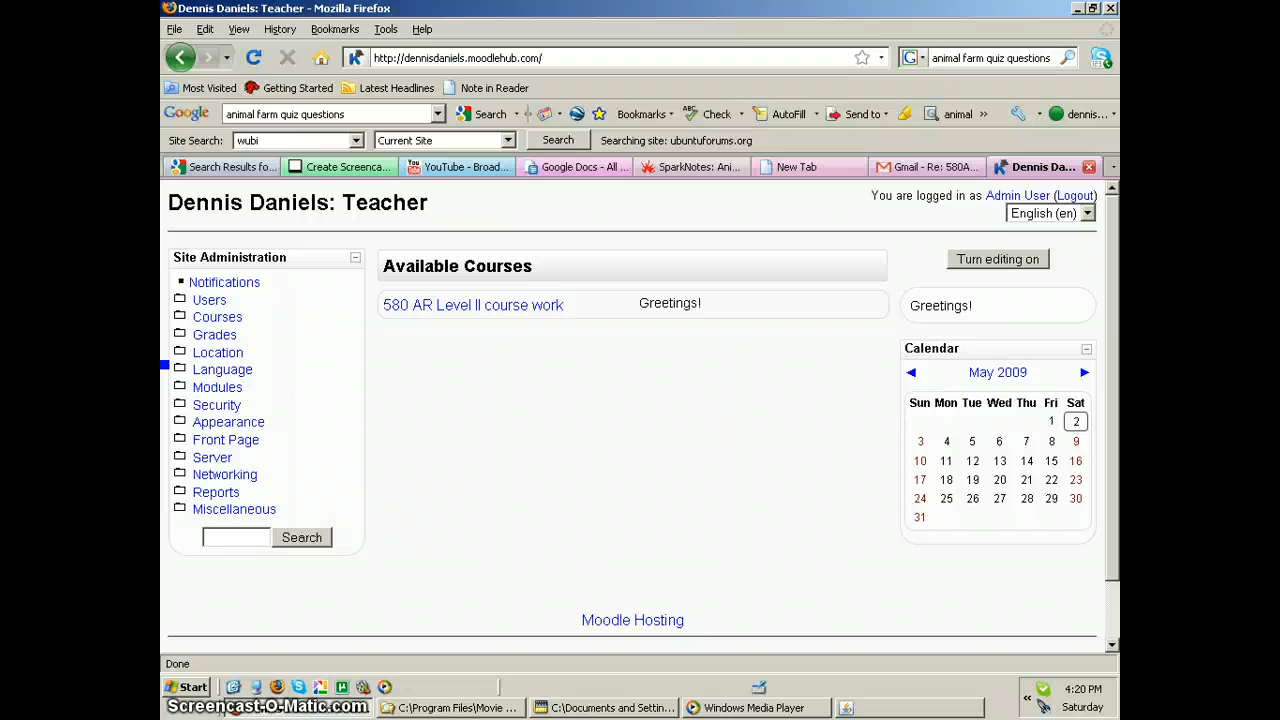 Dennis Daniels: Teacher - Mozilla Firefox
File Edit View History Bookmarks Tools Help
http://dennisdaniels.moodlehub.com/ animal farm quiz questions
Most Visited Getting Started Latest Headlines Note in Reader
Google animal farm quiz questions Search Bookmarks Check AutoFill Send to animal dennis...
Site Search: wubi Current Site Search Searching site: ubuntuforums.org
Search Results fo... Create Screenca... YouTube - Broad... Google Docs - All ... SparkNotes: Ani... New Tab Gmail - Re: 580A... Dennis Da...
Dennis Daniels: Teacher
You are logged in as Admin User (Logout)
English (en)
Site Administration
Notifications
Users
Courses
Grades
Location
Language
Modules
Security
Appearance
Front Page
Server
Networking
Reports
Miscellaneous
Search
Available Courses
580 AR Level II course work Greetings!
Turn editing on
Greetings!
Calendar
May 2009
Sun Mon Tue Wed Thu Fri Sat
1 2
3 4 5 6 7 8 9
10 11 12 13 14 15 16
17 18 19 20 21 22 23
24 25 26 27 28 29 30
31
Moodle Hosting
Done
Start
4:20 PM
Screencast-O-Matic.com C:\Program Files\Movie ... C:\Documents and Settin... Windows Media Player
Saturday